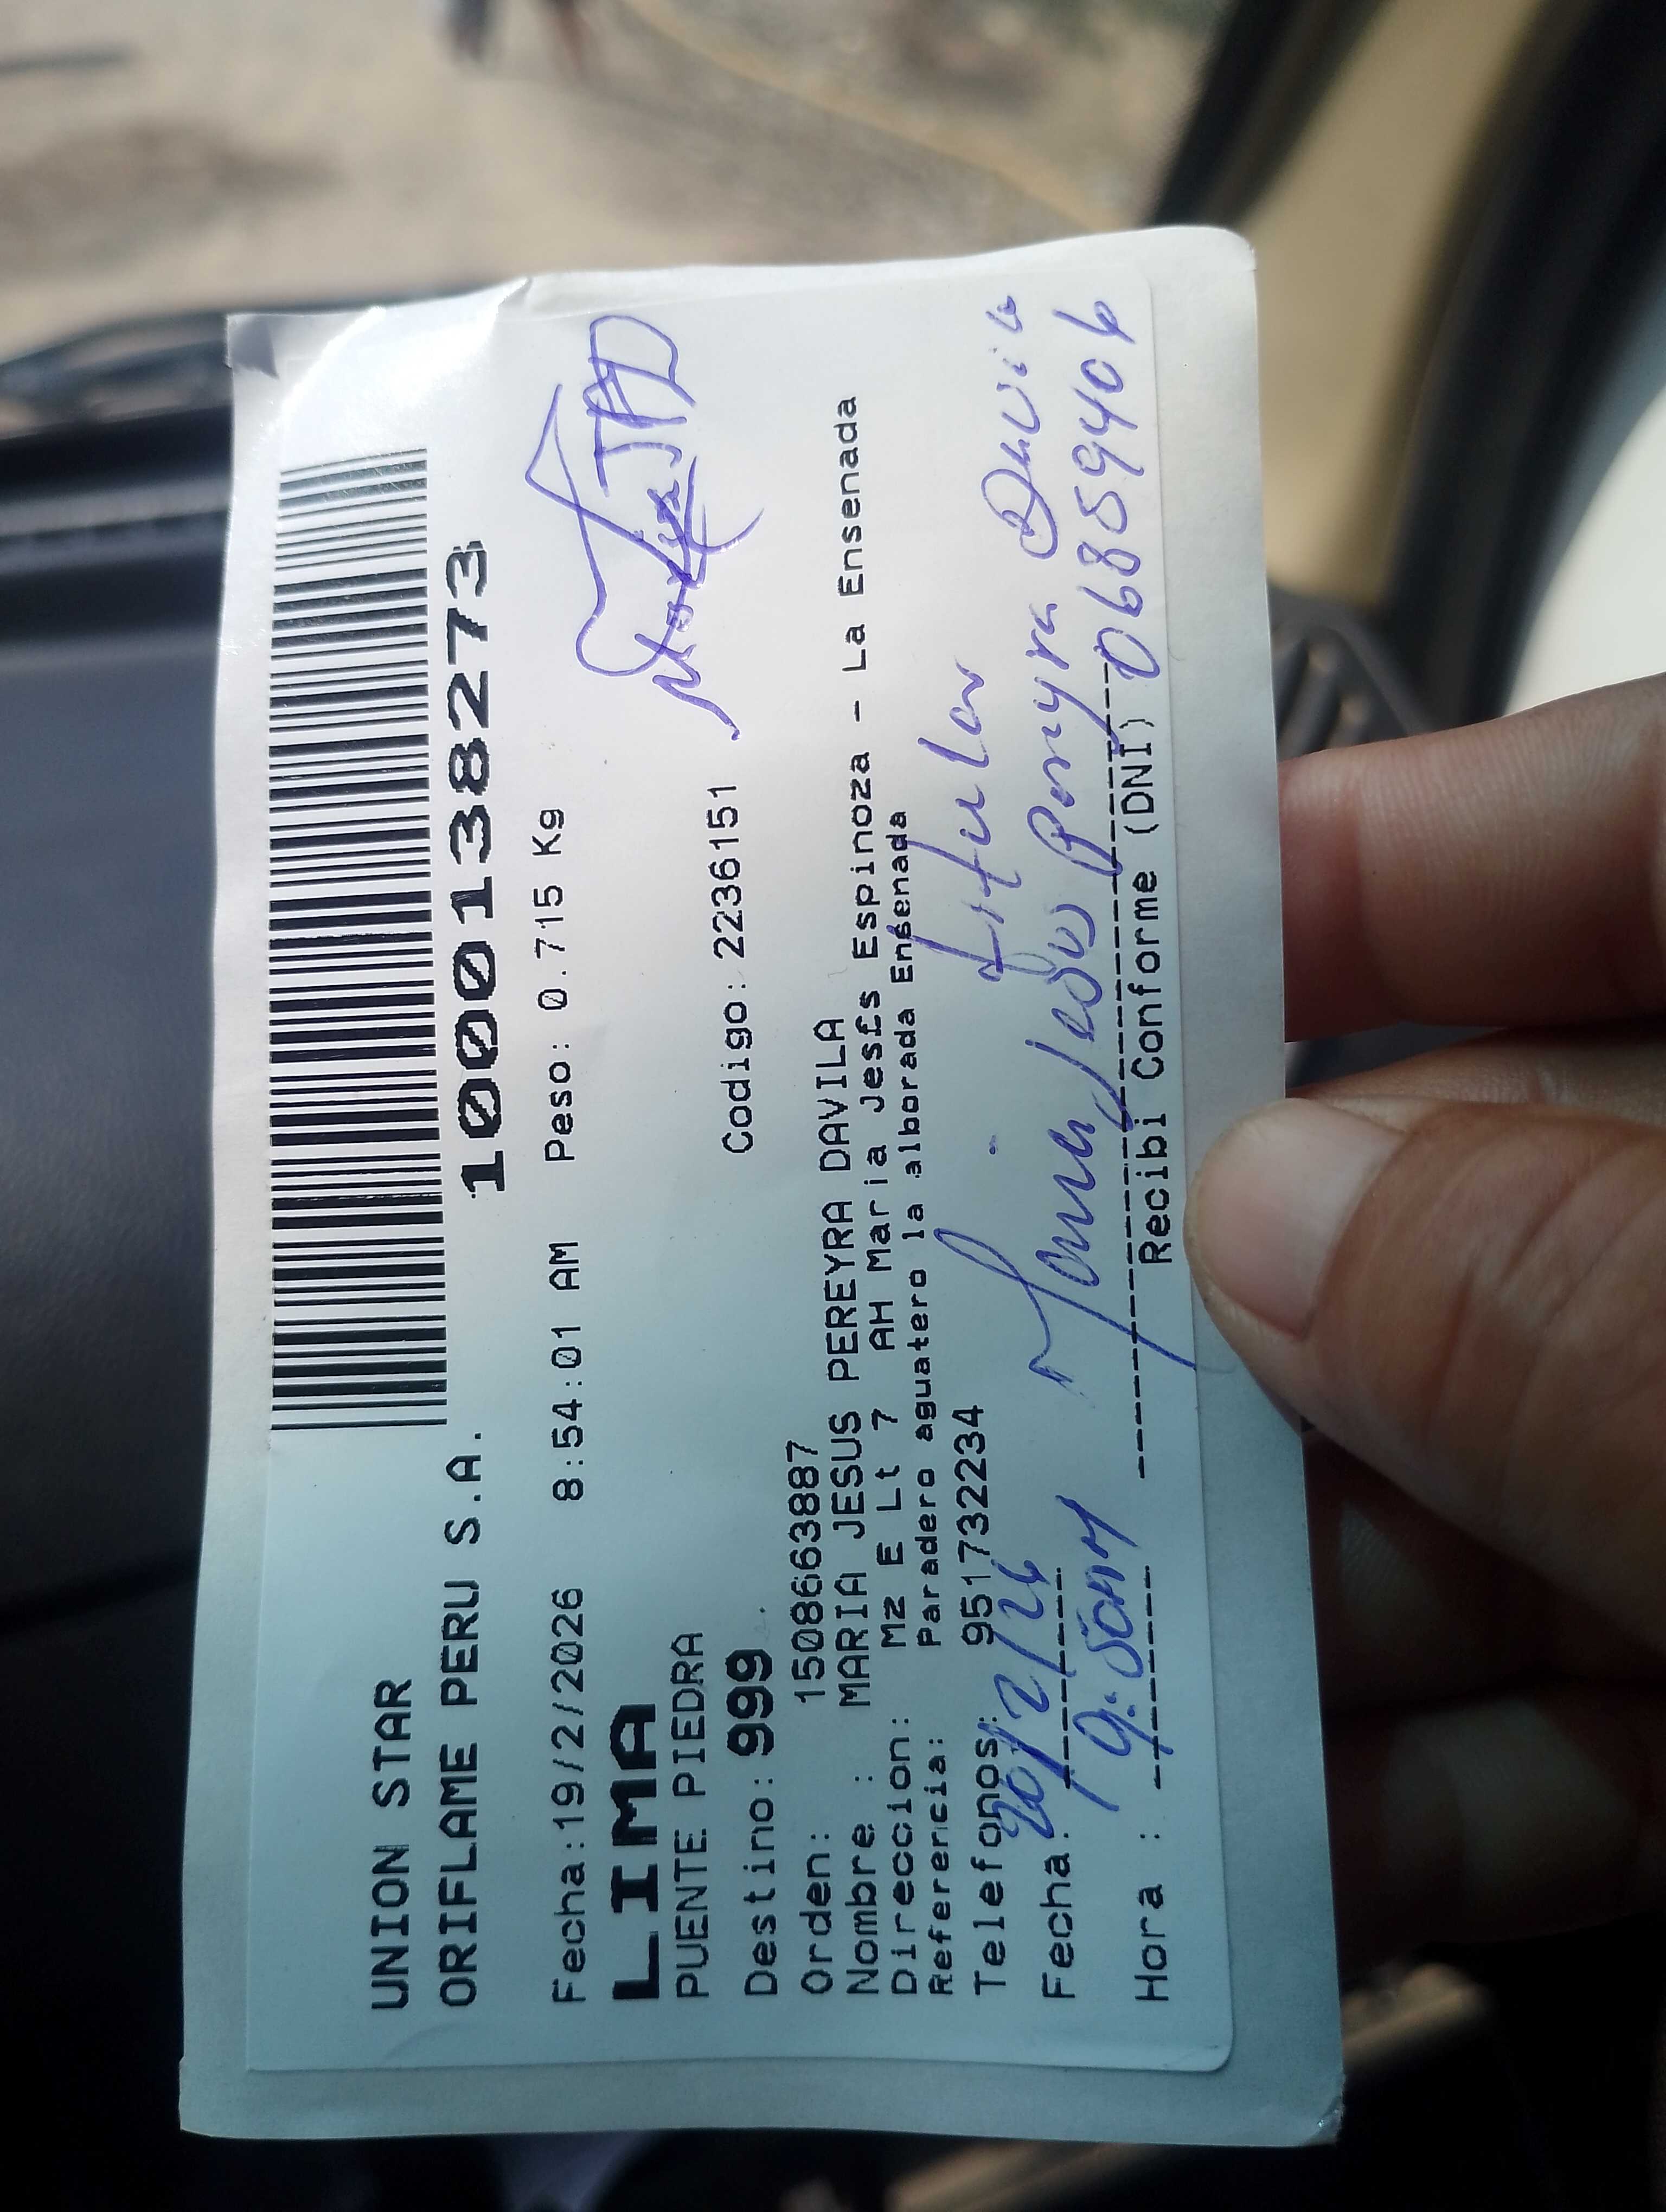 UNION STAR
ORIFLAME PERU S.A.
1000138273
Fecha:19/2/2026 8:54:01 AM Peso: 0.715 Kg
LIMA
PUENTE PIEDRA
Destino: 999 Codigo: 2236151
Orden: 1508663887
Nombre : MARIA JESUS PEREYRA DAVILA
Direccion: Mz E Lt 7 AH Maria Jes£s Espinoza - La Ensenada
Referencia: Paradero aguatero la alborada Ensenada
Telefonos: 951732234
titular
Fecha: 20/2/26 Maria Jesus Pereyra Davila
Hora : 9:50AM
Recibi Conforme (DNI) 06859406